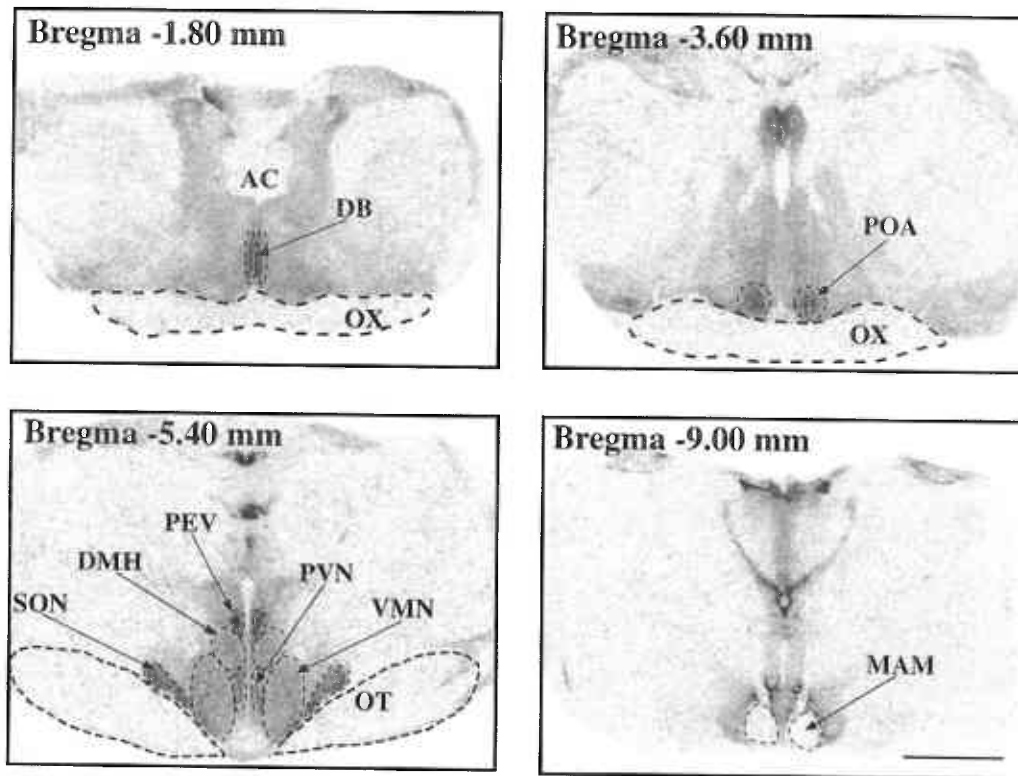 Bregma -1.80 mm
AC
DB
OX
Bregma -3.60 mm
POA
OX
Bregma -5.40 mm
PEV
DMH
PVN
SON
VMN
OT
Bregma -9.00 mm
MAM